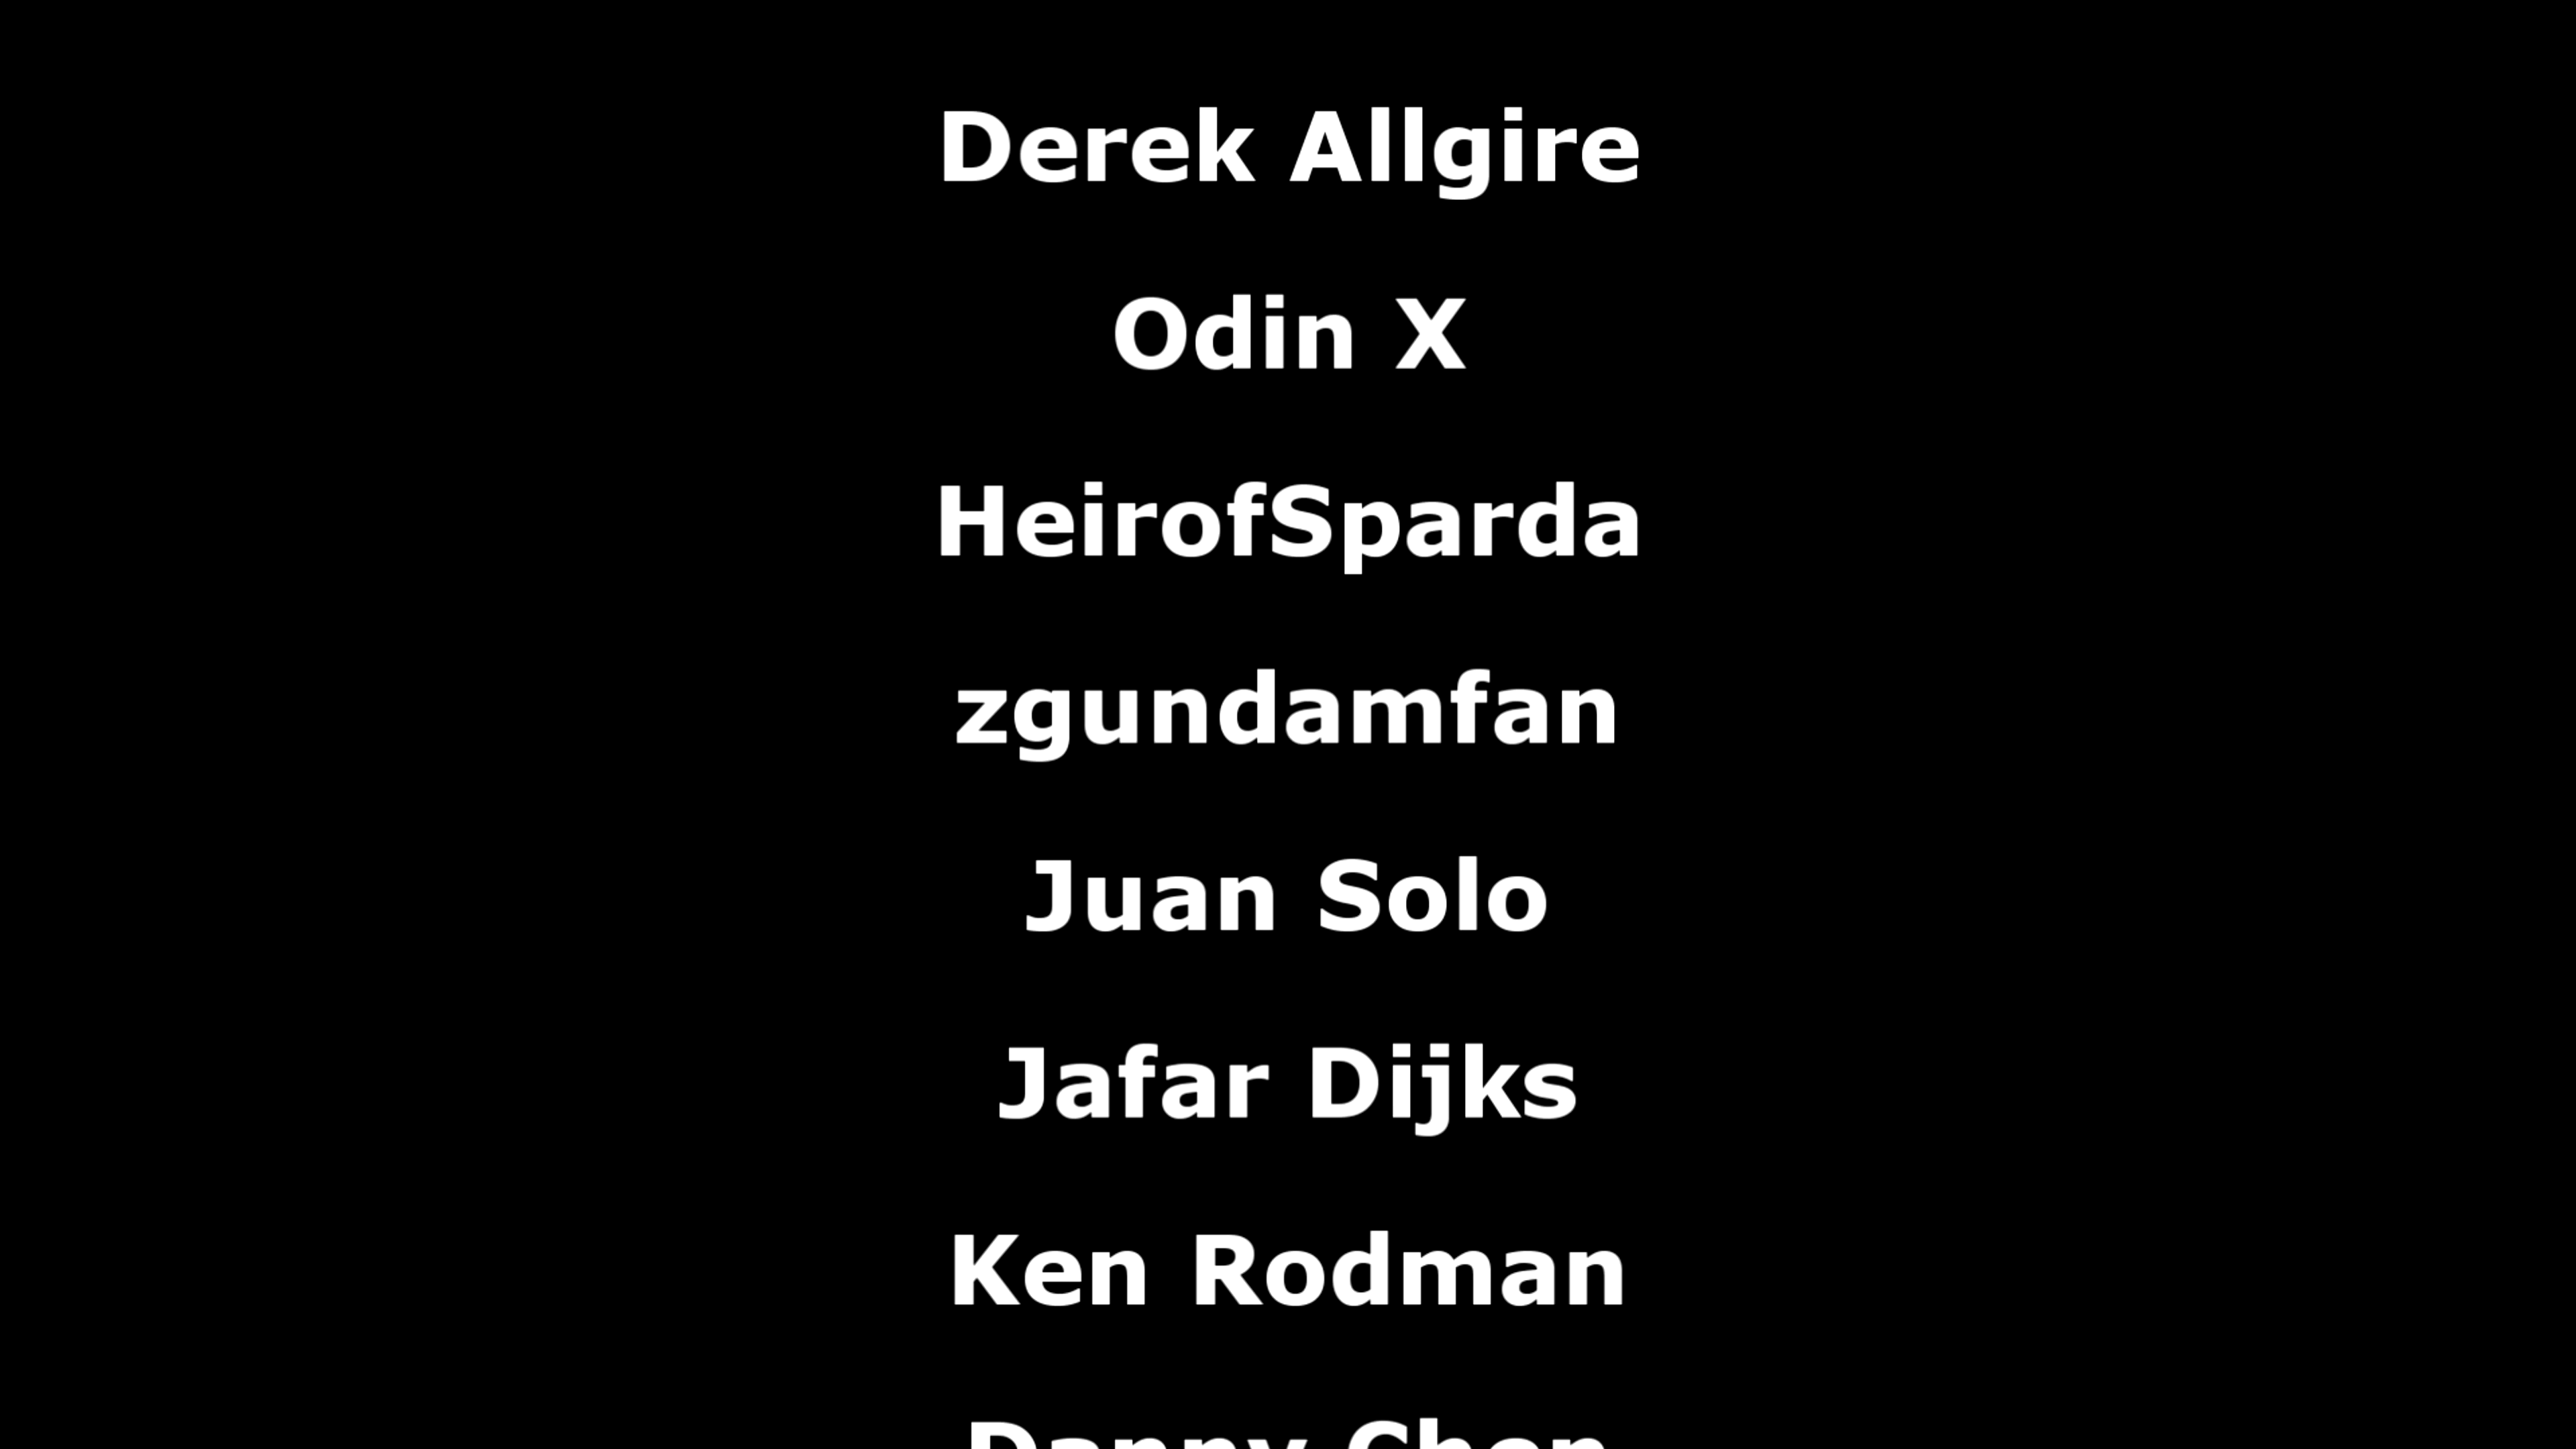 Derek Allgire
Odin X
HeirofSparda
zgundamfan
Juan Solo
Jafar Dijks
Ken Rodman